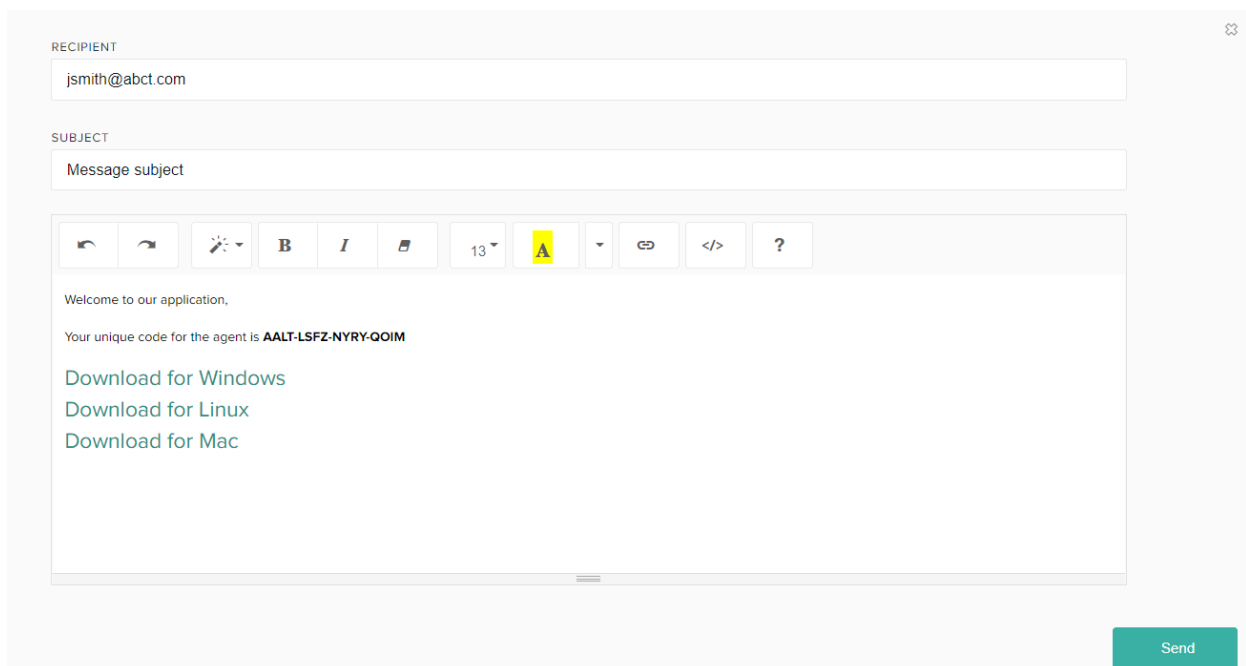 RECIPIENT
jsmith@abct.com
SUBJECT
Message subject
B I 13 A </> ?
Welcome to our application,
Your unique code for the agent is AALT-LSFZ-NYRY-QOIM
Download for Windows
Download for Linux
Download for Mac
Send